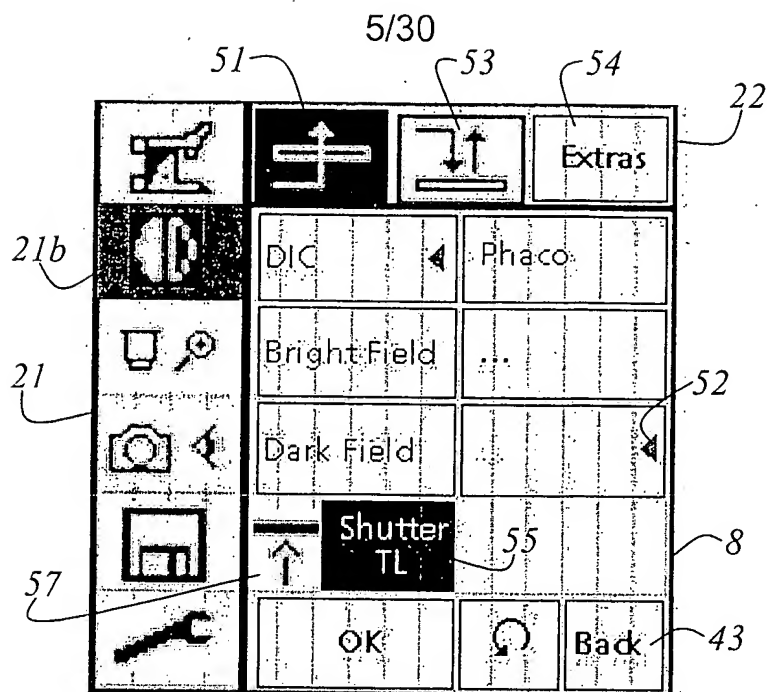 5/30
51
53
54
22
Extras
21b
DIC
Phaco
Bright Field
...
21
52
Dark Field
...
Shutter
TL
55
8
57
OK
Back
43